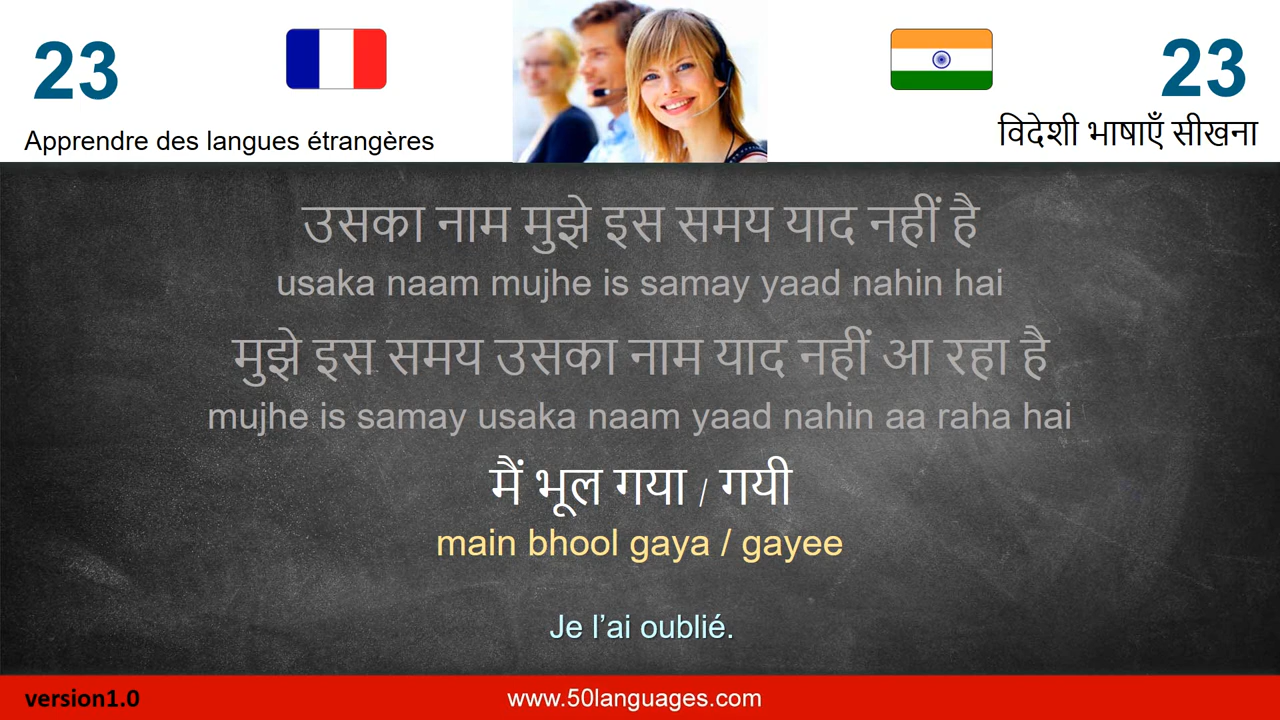 23
23
Apprendre des langues étrangères
विदेशी भाषाएँ सीखना
उसका नाम मुझे इस समय याद नहीं है
usaka naam mujhe is samay yaad nahin hai
मुझे इस समय उसका नाम याद नहीं आ रहा है
mujhe is samay usaka naam yaad nahin aa raha hai
मैं भूल गया / गयी
main bhool gaya / gayee
Je l’ai oublié.
version1.0
www.50languages.com